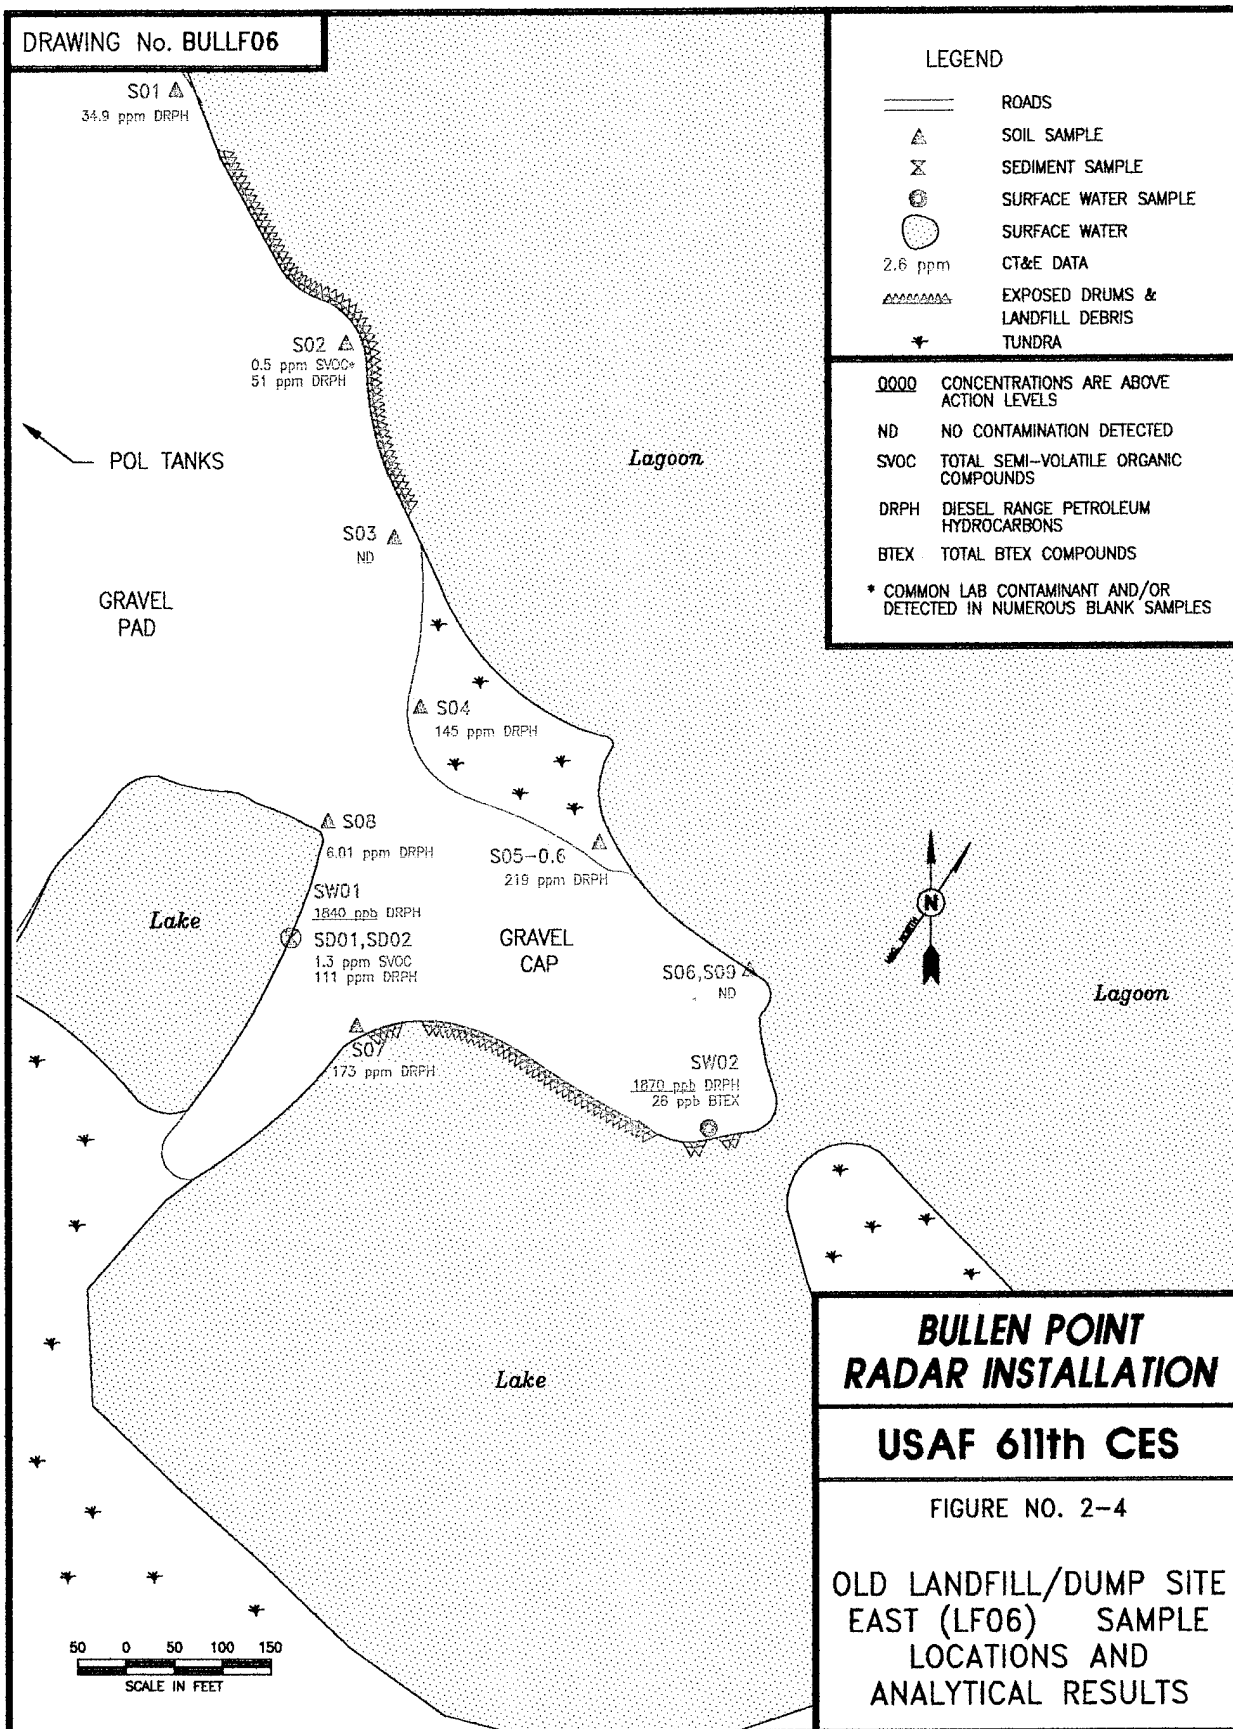 DRAWING No. BULLF06
S01
34.9 ppm DRPH
S02
0.5 ppm SVOC*
51 ppm DRPH
POL TANKS
Lagoon
S03
ND
GRAVEL
PAD
S04
145 ppm DRPH
S08
6.01 ppm DRPH
S05-0.6
219 ppm DRPH
SW01
1840 ppb DRPH
Lake
SD01,SD02
1.3 ppm SVOC
111 ppm DRPH
GRAVEL
CAP
S06,S09
ND
N
NORTH
Lagoon
S07
173 ppm DRPH
SW02
1870 ppb DRPH
26 ppb BTEX
Lake
50 0 50 100 150
SCALE IN FEET
LEGEND
ROADS
SOIL SAMPLE
SEDIMENT SAMPLE
SURFACE WATER SAMPLE
SURFACE WATER
2.6 ppm CT&E DATA
EXPOSED DRUMS &
LANDFILL DEBRIS
TUNDRA
0000 CONCENTRATIONS ARE ABOVE
ACTION LEVELS
ND NO CONTAMINATION DETECTED
SVOC TOTAL SEMI-VOLATILE ORGANIC
COMPOUNDS
DRPH DIESEL RANGE PETROLEUM
HYDROCARBONS
BTEX TOTAL BTEX COMPOUNDS
* COMMON LAB CONTAMINANT AND/OR
DETECTED IN NUMEROUS BLANK SAMPLES
BULLEN POINT
RADAR INSTALLATION
USAF 611th CES
FIGURE NO. 2-4
OLD LANDFILL/DUMP SITE
EAST (LF06) SAMPLE
LOCATIONS AND
ANALYTICAL RESULTS